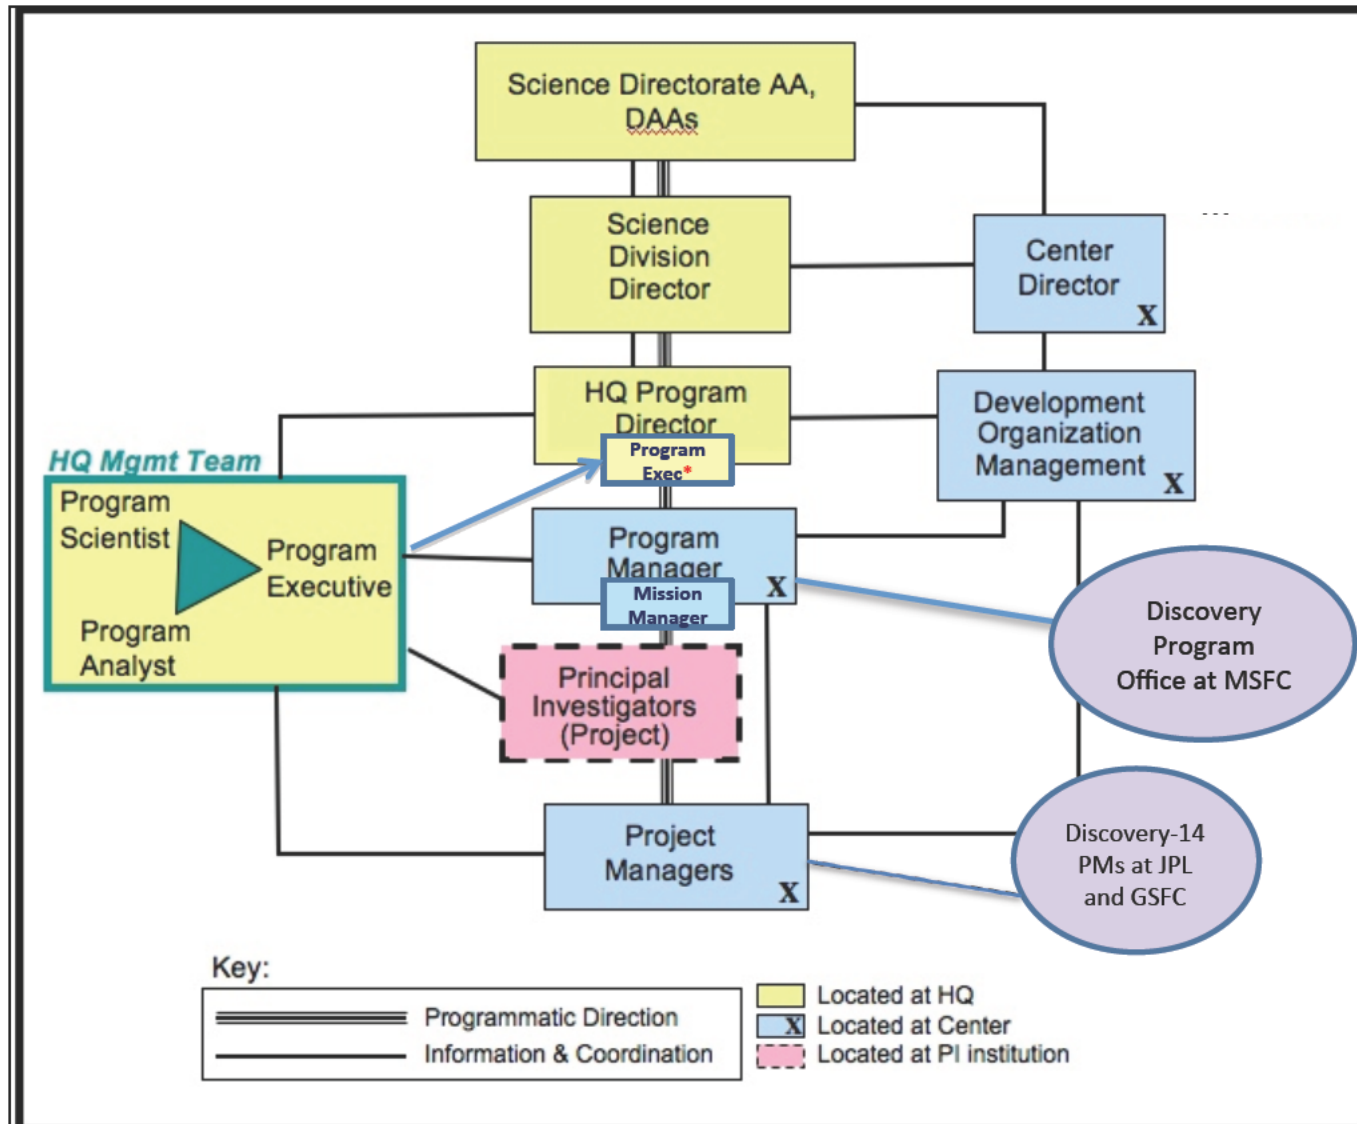 Science Directorate AA,
DAAs
Science
Division
Director
---
Center
Director
X
HQ Program
Director
Program
Exec*
Development
Organization
Management
X
HQ Mgmt Team
Program
Scientist
Program
Executive
Program
Analyst
Program
Manager
X
Mission
Manager
Discovery
Program
Office at MSFC
Principal
Investigators
(Project)
Project
Managers
X
Discovery-14
PMs at JPL
and GSFC
Key:
Programmatic Direction
Information & Coordination
Located at HQ
X Located at Center
Located at PI institution